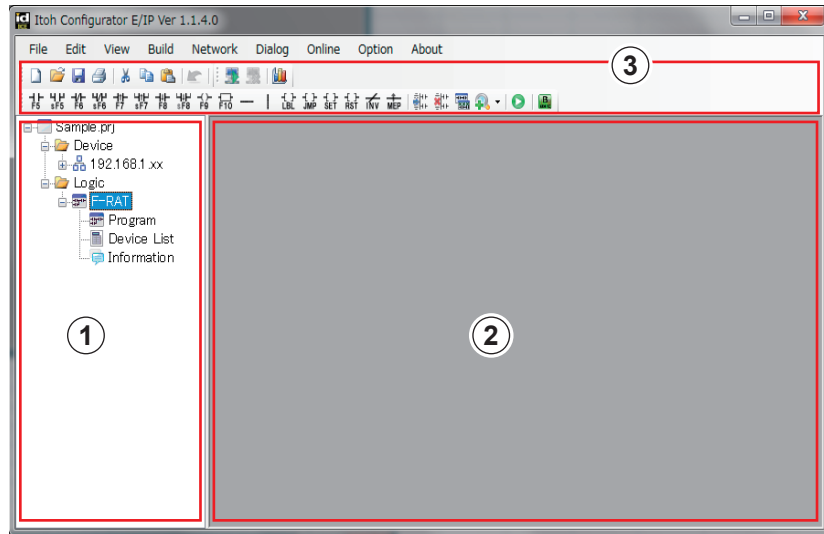 Itoh Configurator E/IP Ver 1.1.4.0
File Edit View Build Network Dialog Online Option About
3
F5 sF5 F6 sF6 F7 sF7 F8 sF8 F9 F10 LBL JMP SET RST INV MEP
Sample.prj
Device
192.168.1.xx
Logic
F-RAT
Program
Device List
Information
1
2